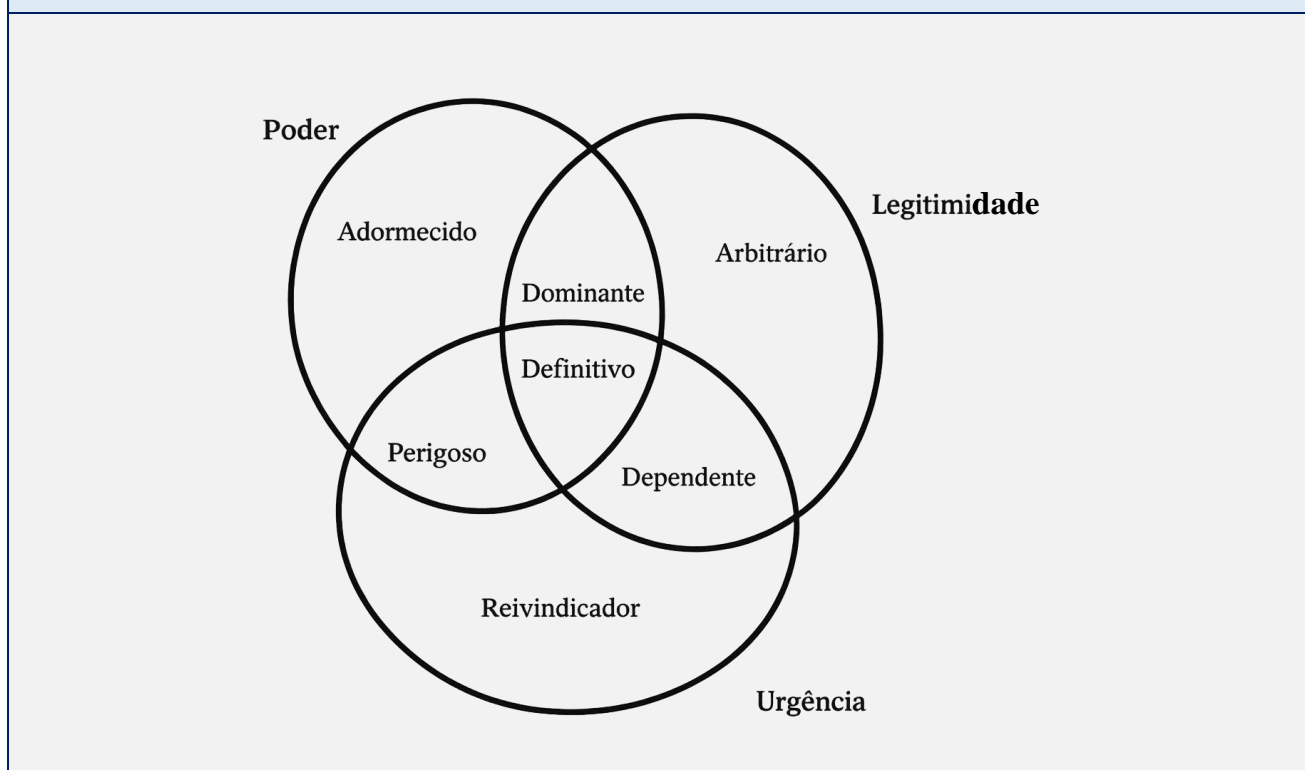 Poder
Legitimidade
Adormecido
Arbitrário
Dominante
Definitivo
Perigoso
Dependente
Reivindicador
Urgência